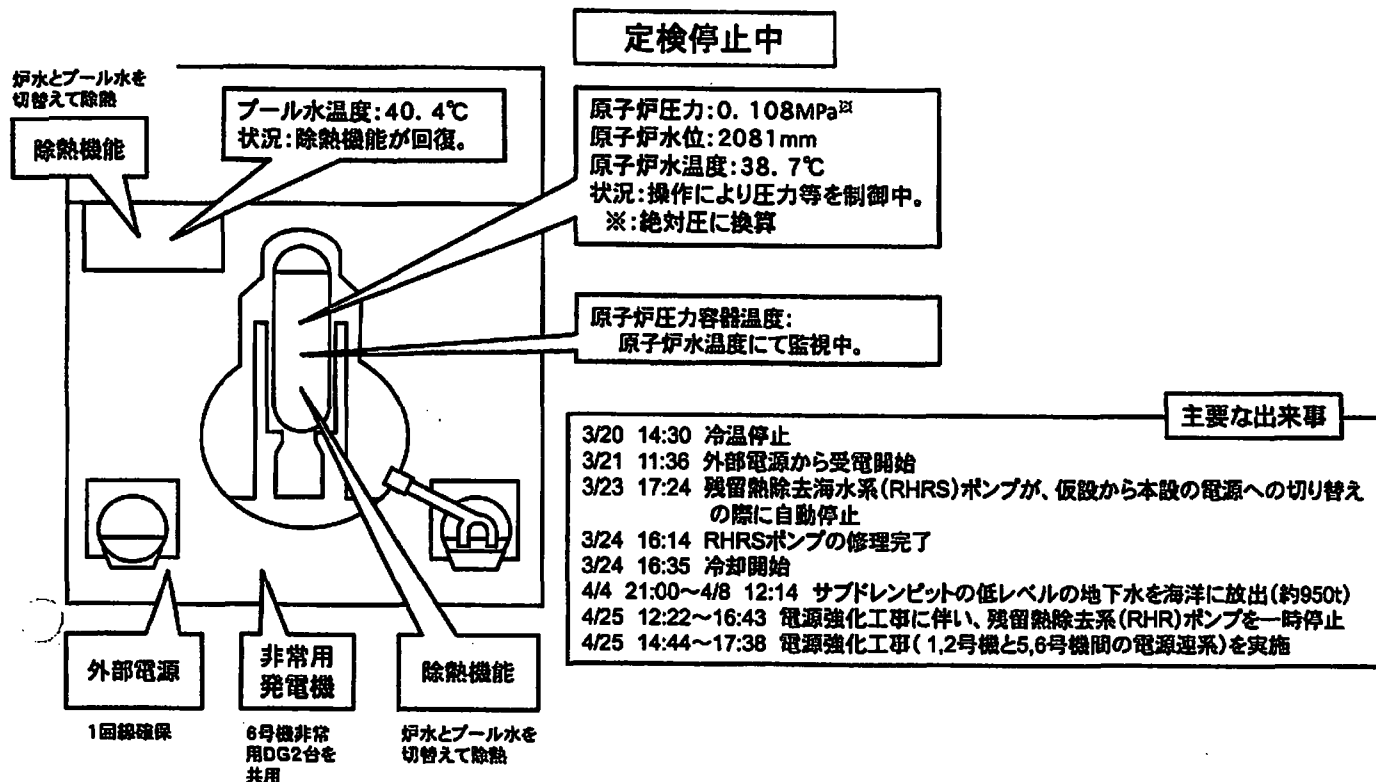 定検停止中
炉水とプール水を
切替えて除熱
除熱機能
プール水温度:40.4℃
状況:除熱機能が回復。
原子炉圧力:0.108MPa※
原子炉水位:2081mm
原子炉水温度:38.7℃
状況:操作により圧力等を制御中。
※:絶対圧に換算
原子炉圧力容器温度:
原子炉水温度にて監視中。
主要な出来事
3/20 14:30 冷温停止
3/21 11:36 外部電源から受電開始
3/23 17:24 残留熱除去海水系(RHRS)ポンプが、仮設から本設の電源への切り替え
の際に自動停止
3/24 16:14 RHRSポンプの修理完了
3/24 16:35 冷却開始
4/4 21:00~4/8 12:14 サブドレンピットの低レベルの地下水を海洋に放出(約950t)
4/25 12:22~16:43 電源強化工事に伴い、残留熱除去系(RHR)ポンプを一時停止
4/25 14:44~17:38 電源強化工事(1,2号機と5,6号機間の電源連系)を実施
外部電源
1回線確保
非常用
発電機
6号機非常
用DG2台を
共用
除熱機能
炉水とプール水を
切替えて除熱